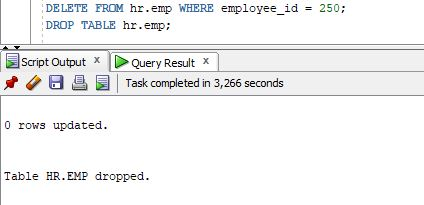 DELETE FROM hr.emp WHERE employee_id = 250;
DROP TABLE hr.emp;
Script Output x Query Result x
Task completed in 3,266 seconds
0 rows updated.
Table HR.EMP dropped.